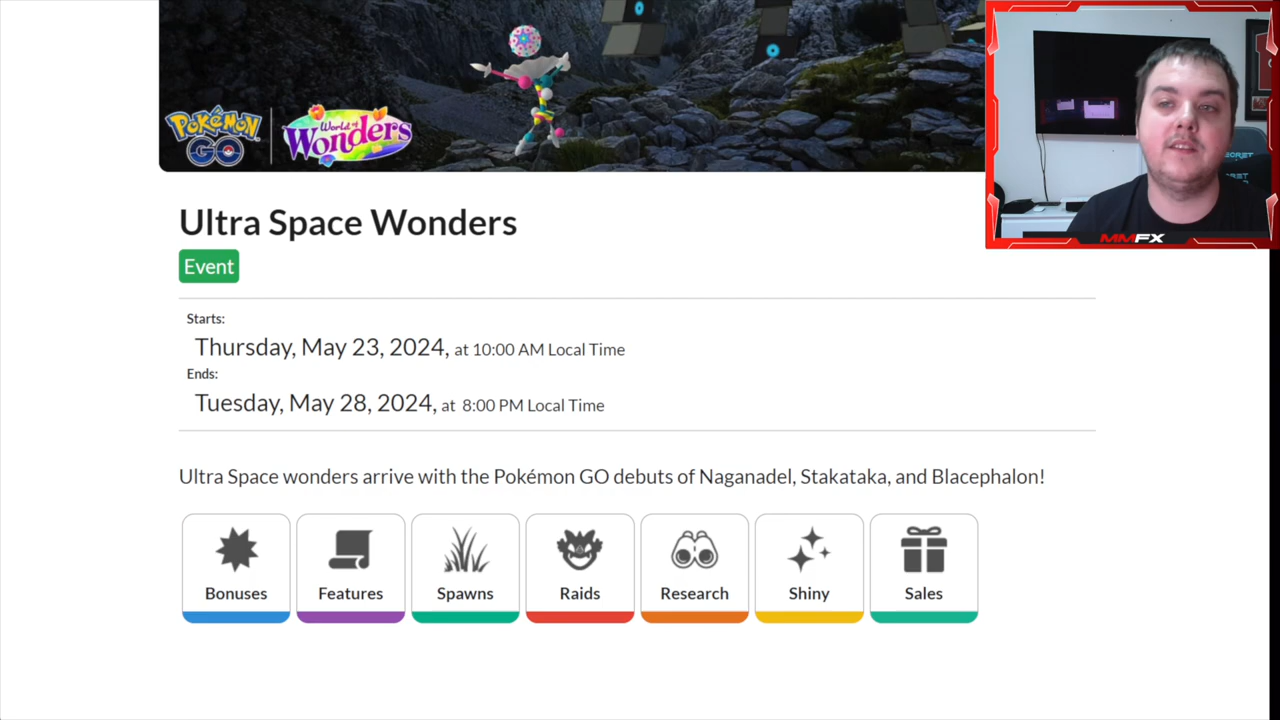 Pokémon GO
World of Wonders
ECRET
RET
MMFX
Ultra Space Wonders
Event
Starts:
Thursday, May 23, 2024, at 10:00 AM Local Time
Ends:
Tuesday, May 28, 2024, at 8:00 PM Local Time
Ultra Space wonders arrive with the Pokémon GO debuts of Naganadel, Stakataka, and Blacephalon!
Bonuses
Features
Spawns
Raids
Research
Shiny
Sales